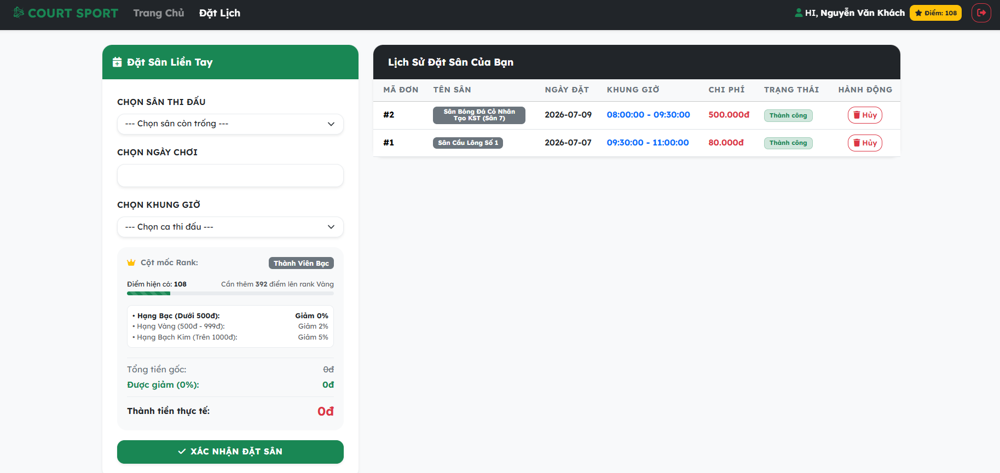 COURT SPORT Trang Chủ Đặt Lịch HI, Nguyễn Văn Khách Điểm: 108
Đặt Sân Liền Tay
CHỌN SÂN THI ĐẤU
--- Chọn sân còn trống ---
CHỌN NGÀY CHƠI
CHỌN KHUNG GIỜ
--- Chọn ca thi đấu ---
Cột mốc Rank: Thành Viên Bạc
Điểm hiện có: 108 Cần thêm 392 điểm lên rank Vàng
• Hạng Bạc (Dưới 500đ): Giảm 0%
• Hạng Vàng (500đ - 999đ): Giảm 2%
• Hạng Bạch Kim (Trên 1000đ): Giảm 5%
Tổng tiền gốc: 0đ
Được giảm (0%): 0đ
Thành tiền thực tế: 0đ
XÁC NHẬN ĐẶT SÂN
Lịch Sử Đặt Sân Của Bạn
MÃ ĐƠN TÊN SÂN NGÀY ĐẶT KHUNG GIỜ CHI PHÍ TRẠNG THÁI HÀNH ĐỘNG
#2 Sân Bóng Đá Cỏ Nhân
Tạo KST (Sân 7) 2026-07-09 08:00:00 - 09:30:00 500.000đ Thành công Hủy
#1 Sân Cầu Lông Số 1 2026-07-07 09:30:00 - 11:00:00 80.000đ Thành công Hủy